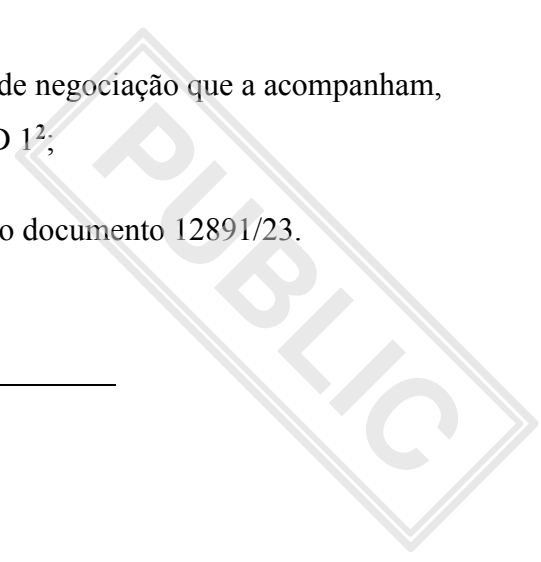 de negociação que a acompanham,
1²;
o documento 12891/23.
PUBLIC